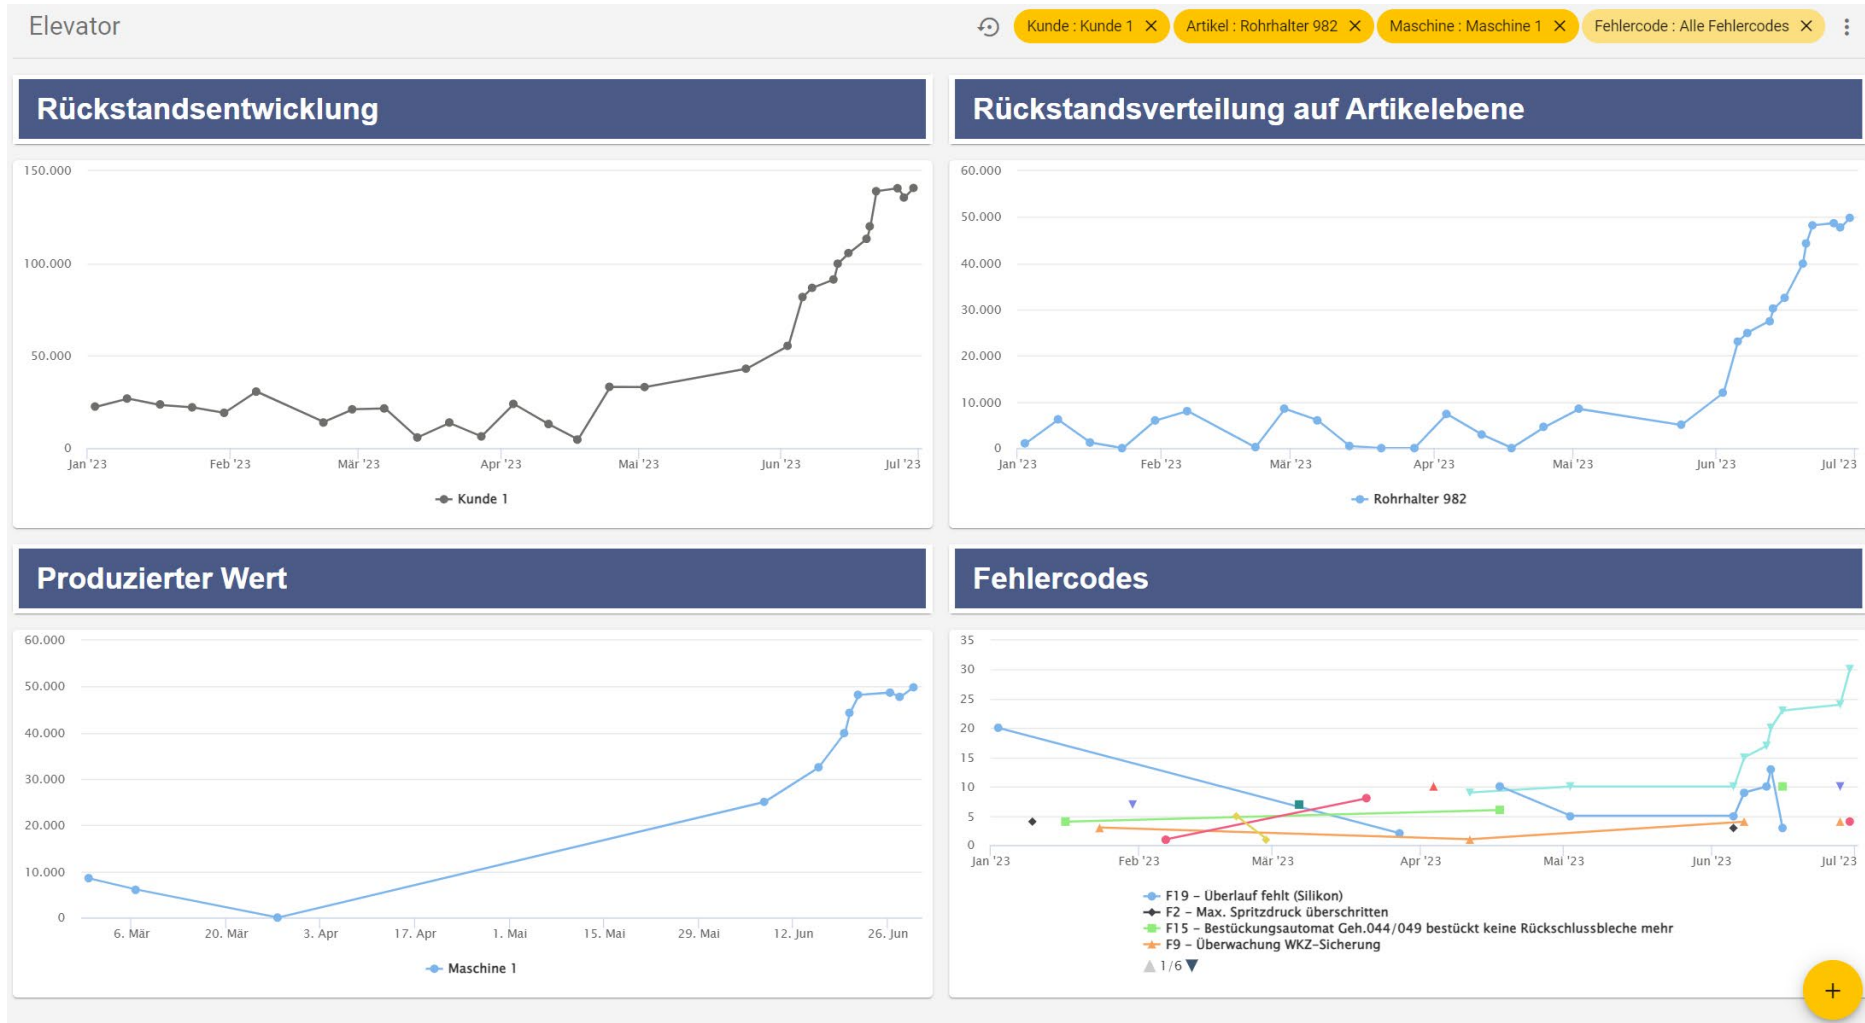 Elevator
Kunde : Kunde 1 ✕ Artikel : Rohrhalter 982 ✕ Maschine : Maschine 1 ✕ Fehlercode : Alle Fehlercodes ✕
Rückstandsentwicklung
150.000
100.000
50.000
0
Jan '23 Feb '23 Mär '23 Apr '23 Mai '23 Jun '23 Jul '23
Kunde 1
Rückstandsverteilung auf Artikelebene
60.000
50.000
40.000
30.000
20.000
10.000
0
Jan '23 Feb '23 Mär '23 Apr '23 Mai '23 Jun '23 Jul '23
Rohrhalter 982
Produzierter Wert
60.000
50.000
40.000
30.000
20.000
10.000
0
6. Mär 20. Mär 3. Apr 17. Apr 1. Mai 15. Mai 29. Mai 12. Jun 26. Jun
Maschine 1
Fehlercodes
35
30
25
20
15
10
5
0
Jan '23 Feb '23 Mär '23 Apr '23 Mai '23 Jun '23 Jul '23
F19 – Überlauf fehlt (Silikon)
F2 – Max. Spritzdruck überschritten
F15 – Bestückungsautomat Geh.044/049 bestückt keine Rückschlussbleche mehr
F9 – Überwachung WKZ-Sicherung
1/6
+